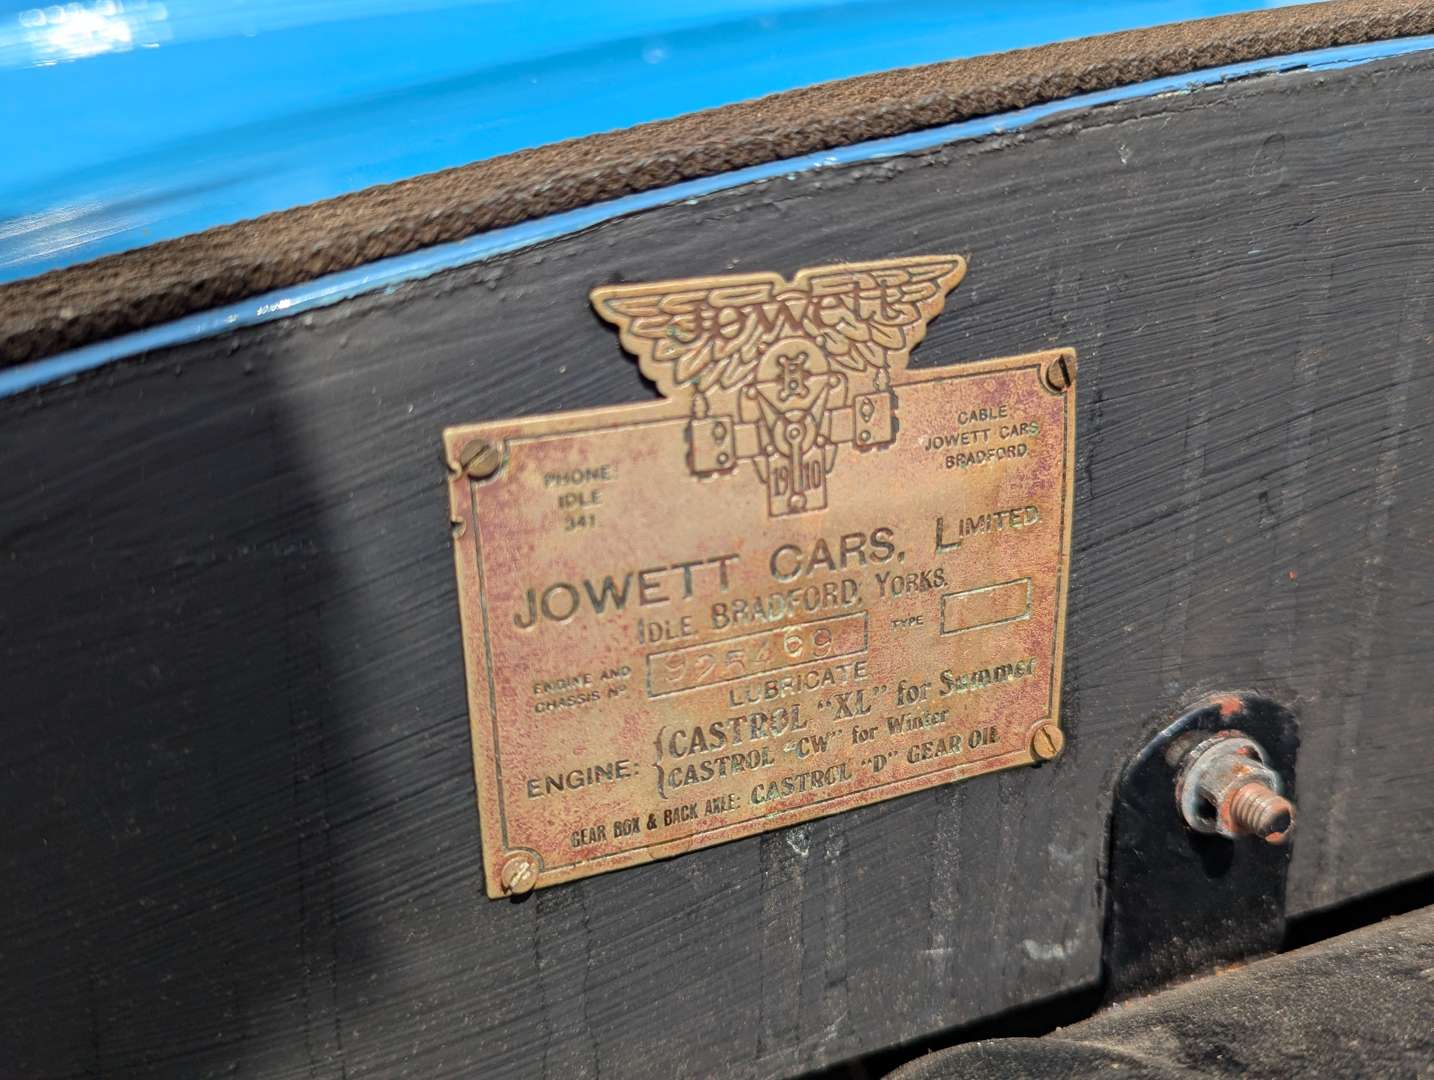 Jowett
1910
PHONE:
IDLE
341
CABLE
JOWETT CARS
BRADFORD.
JOWETT CARS, LIMITED
IDLE, BRADFORD, YORKS.
ENGINE AND
CHASSIS No 925469
TYPE
LUBRICATE
ENGINE: {CASTROL "XL" for Summer
{CASTROL "CW" for Winter
GEAR BOX & BACK AXLE: CASTROL "D" GEAR OIL